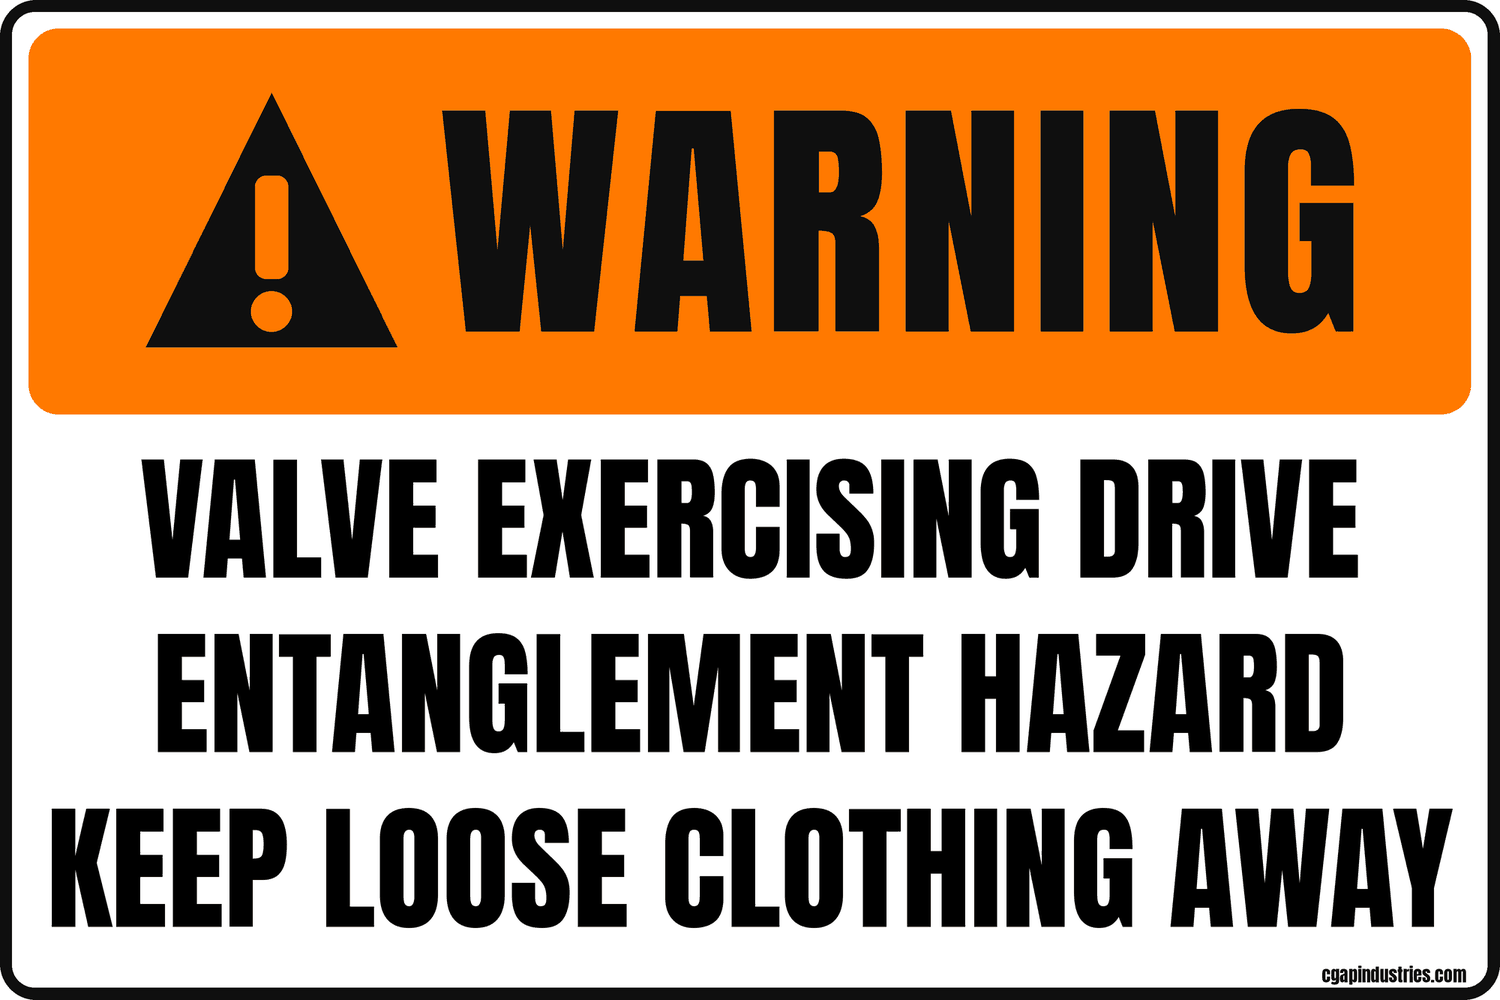 WARNING
VALVE EXERCISING DRIVE
ENTANGLEMENT HAZARD
KEEP LOOSE CLOTHING AWAY
cgapindustries.com